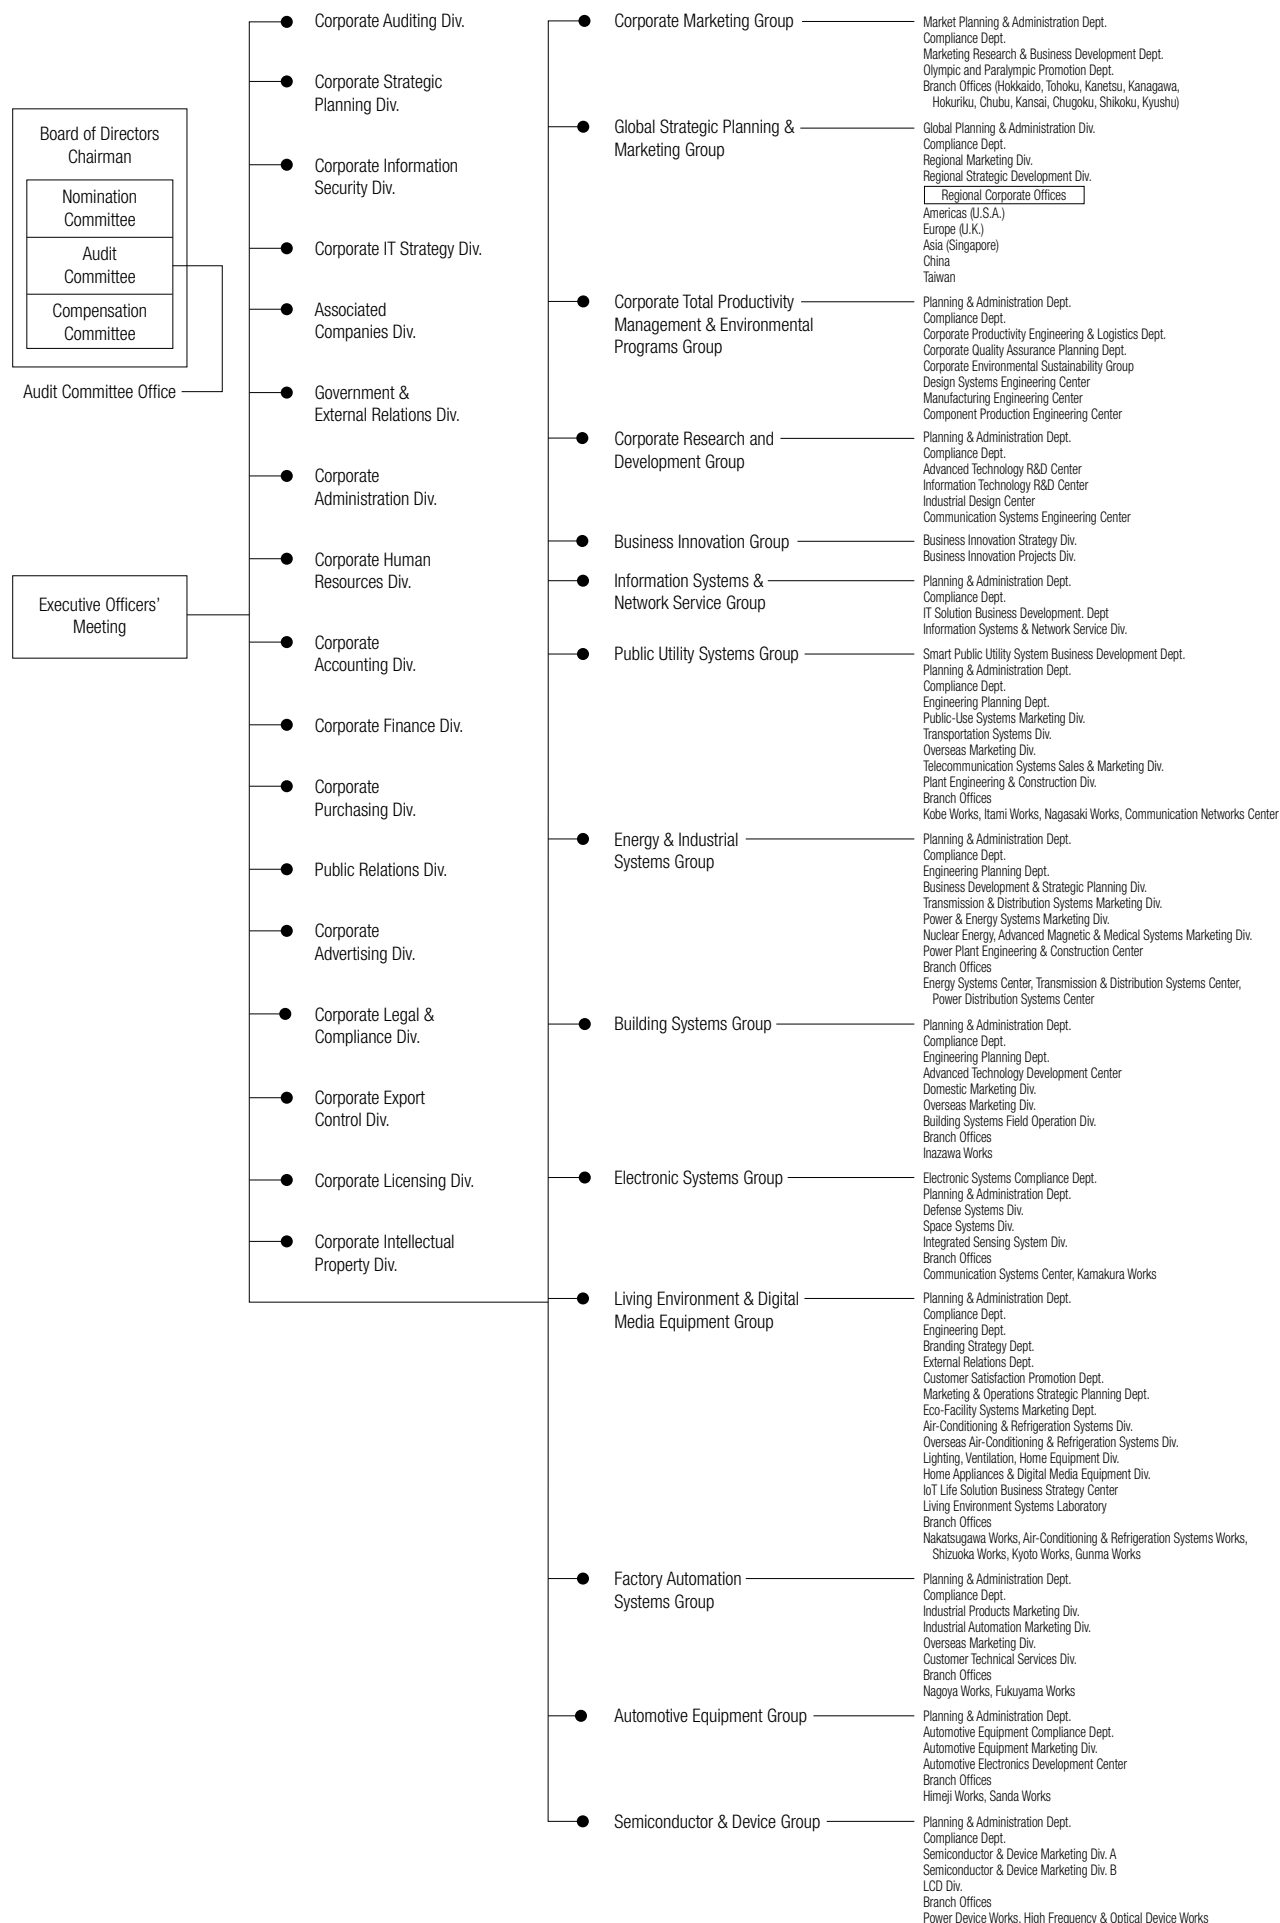 Board of Directors
Chairman
Nomination
Committee
Audit
Committee
Compensation
Committee
Audit Committee Office
Executive Officers’
Meeting
Corporate Auditing Div.
Corporate Strategic
Planning Div.
Corporate Information
Security Div.
Corporate IT Strategy Div.
Associated
Companies Div.
Government &
External Relations Div.
Corporate
Administration Div.
Corporate Human
Resources Div.
Corporate
Accounting Div.
Corporate Finance Div.
Corporate
Purchasing Div.
Public Relations Div.
Corporate
Advertising Div.
Corporate Legal &
Compliance Div.
Corporate Export
Control Div.
Corporate Licensing Div.
Corporate Intellectual
Property Div.
Corporate Marketing Group
Market Planning & Administration Dept.
Compliance Dept.
Marketing Research & Business Development Dept.
Olympic and Paralympic Promotion Dept.
Branch Offices (Hokkaido, Tohoku, Kanetsu, Kanagawa,
Hokuriku, Chubu, Kansai, Chugoku, Shikoku, Kyushu)
Global Strategic Planning &
Marketing Group
Global Planning & Administration Div.
Compliance Dept.
Regional Marketing Div.
Regional Strategic Development Div.
Regional Corporate Offices
Americas (U.S.A.)
Europe (U.K.)
Asia (Singapore)
China
Taiwan
Corporate Total Productivity
Management & Environmental
Programs Group
Planning & Administration Dept.
Compliance Dept.
Corporate Productivity Engineering & Logistics Dept.
Corporate Quality Assurance Planning Dept.
Corporate Environmental Sustainability Group
Design Systems Engineering Center
Manufacturing Engineering Center
Component Production Engineering Center
Corporate Research and
Development Group
Planning & Administration Dept.
Compliance Dept.
Advanced Technology R&D Center
Information Technology R&D Center
Industrial Design Center
Communication Systems Engineering Center
Business Innovation Group
Business Innovation Strategy Div.
Business Innovation Projects Div.
Information Systems &
Network Service Group
Planning & Administration Dept.
Compliance Dept.
IT Solution Business Development. Dept
Information Systems & Network Service Div.
Public Utility Systems Group
Smart Public Utility System Business Development Dept.
Planning & Administration Dept.
Compliance Dept.
Engineering Planning Dept.
Public-Use Systems Marketing Div.
Transportation Systems Div.
Overseas Marketing Div.
Telecommunication Systems Sales & Marketing Div.
Plant Engineering & Construction Div.
Branch Offices
Kobe Works, Itami Works, Nagasaki Works, Communication Networks Center
Energy & Industrial
Systems Group
Planning & Administration Dept.
Compliance Dept.
Engineering Planning Dept.
Business Development & Strategic Planning Div.
Transmission & Distribution Systems Marketing Div.
Power & Energy Systems Marketing Div.
Nuclear Energy, Advanced Magnetic & Medical Systems Marketing Div.
Power Plant Engineering & Construction Center
Branch Offices
Energy Systems Center, Transmission & Distribution Systems Center,
Power Distribution Systems Center
Building Systems Group
Planning & Administration Dept.
Compliance Dept.
Engineering Planning Dept.
Advanced Technology Development Center
Domestic Marketing Div.
Overseas Marketing Div.
Building Systems Field Operation Div.
Branch Offices
Inazawa Works
Electronic Systems Group
Electronic Systems Compliance Dept.
Planning & Administration Dept.
Defense Systems Div.
Space Systems Div.
Integrated Sensing System Div.
Branch Offices
Communication Systems Center, Kamakura Works
Living Environment & Digital
Media Equipment Group
Planning & Administration Dept.
Compliance Dept.
Engineering Dept.
Branding Strategy Dept.
External Relations Dept.
Customer Satisfaction Promotion Dept.
Marketing & Operations Strategic Planning Dept.
Eco-Facility Systems Marketing Dept.
Air-Conditioning & Refrigeration Systems Div.
Overseas Air-Conditioning & Refrigeration Systems Div.
Lighting, Ventilation, Home Equipment Div.
Home Appliances & Digital Media Equipment Div.
IoT Life Solution Business Strategy Center
Living Environment Systems Laboratory
Branch Offices
Nakatsugawa Works, Air-Conditioning & Refrigeration Systems Works,
Shizuoka Works, Kyoto Works, Gunma Works
Factory Automation
Systems Group
Planning & Administration Dept.
Compliance Dept.
Industrial Products Marketing Div.
Industrial Automation Marketing Div.
Overseas Marketing Div.
Customer Technical Services Div.
Branch Offices
Nagoya Works, Fukuyama Works
Automotive Equipment Group
Planning & Administration Dept.
Automotive Equipment Compliance Dept.
Automotive Equipment Marketing Div.
Automotive Electronics Development Center
Branch Offices
Himeji Works, Sanda Works
Semiconductor & Device Group
Planning & Administration Dept.
Compliance Dept.
Semiconductor & Device Marketing Div. A
Semiconductor & Device Marketing Div. B
LCD Div.
Branch Offices
Power Device Works, High Frequency & Optical Device Works